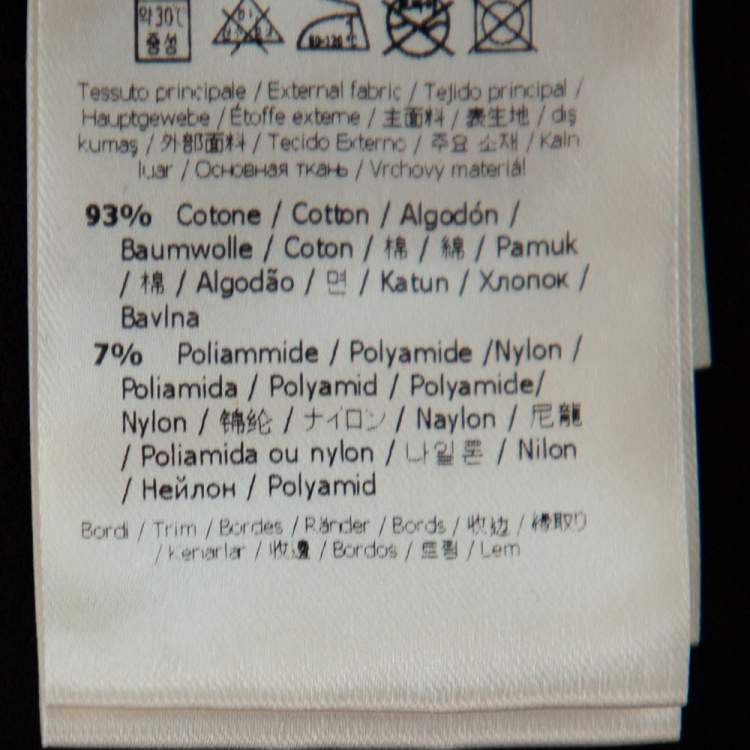 약30℃
중성
80-120℃
Tessuto principale / External fabric / Tejido principal /
Hauptgewebe / Étoffe externe / 主面料 / 表生地 / dış
kumaş / 外部面料 / Tecido Externo / 주요 소재 / Kain
luar / Основная ткань / Vrchový materiál
93% Cotone / Cotton / Algodón /
Baumwolle / Coton / 棉 / 綿 / Pamuk
/ 棉 / Algodão / 면 / Katun / Хлопок /
Bavlna
7% Poliammide / Polyamide /Nylon /
Poliamida / Polyamid / Polyamide/
Nylon / 锦纶 / ナイロン / Naylon / 尼龍
/ Poliamida ou nylon / 나일론 / Nilon
/ Нейлон / Polyamid
Bordi / Trim / Bordes / Ränder / Bords / 收边 / 縁取り
/ Kenarlar / 收邊 / Bordos / 트림 / Lem